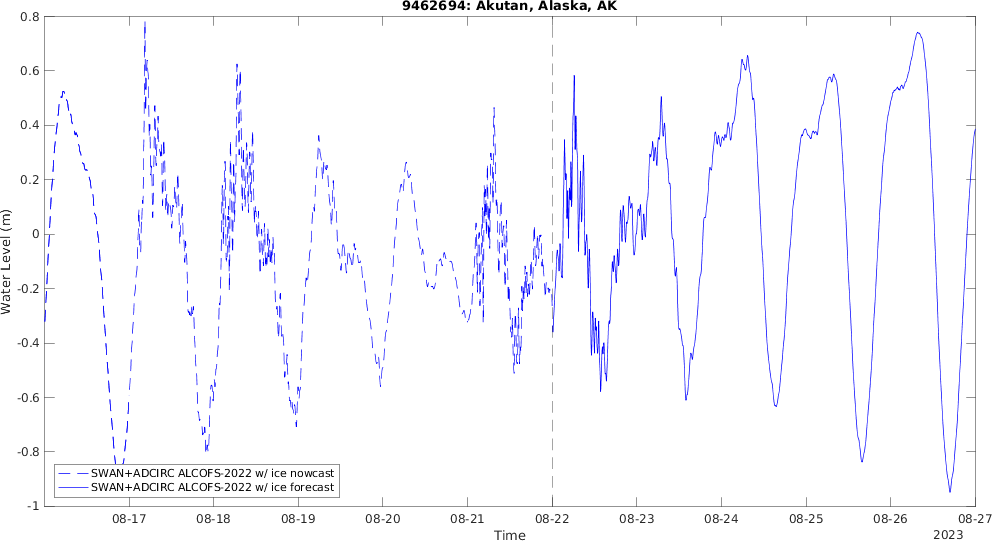 9462694: Akutan, Alaska, AK
Water Level (m)
0.8
0.6
0.4
0.2
0
-0.2
-0.4
-0.6
-0.8
-1
SWAN+ADCIRC ALCOFS-2022 w/ ice nowcast
SWAN+ADCIRC ALCOFS-2022 w/ ice forecast
08-17 08-18 08-19 08-20 08-21 08-22 08-23 08-24 08-25 08-26 08-27
Time
2023